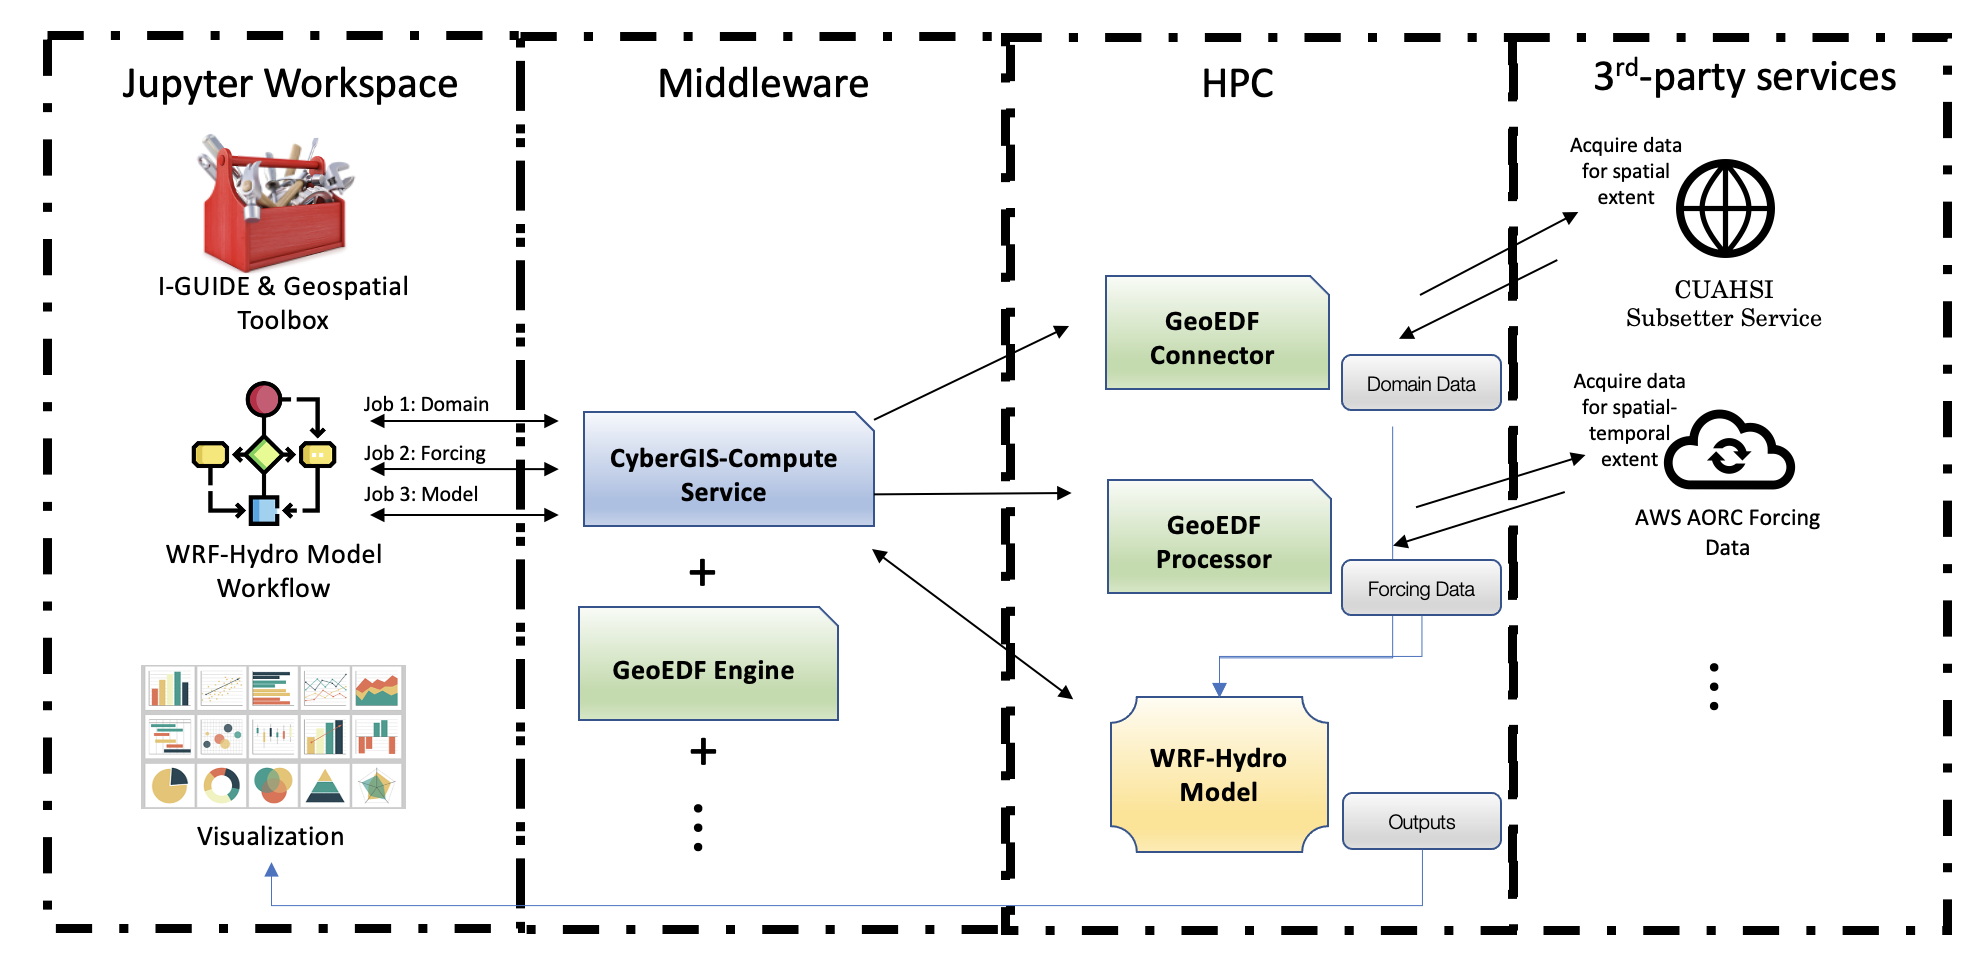 Jupyter Workspace
I-GUIDE & Geospatial
Toolbox
Job 1: Domain
Job 2: Forcing
Job 3: Model
WRF-Hydro Model
Workflow
Visualization
Middleware
CyberGIS-Compute
Service
+
GeoEDF Engine
+
HPC
GeoEDF
Connector
Domain Data
GeoEDF
Processor
Forcing Data
WRF-Hydro
Model
Outputs
3rd-party services
Acquire data
for spatial
extent
CUAHSI
Subsetter Service
Acquire data
for spatial-
temporal
extent
AWS AORC Forcing
Data